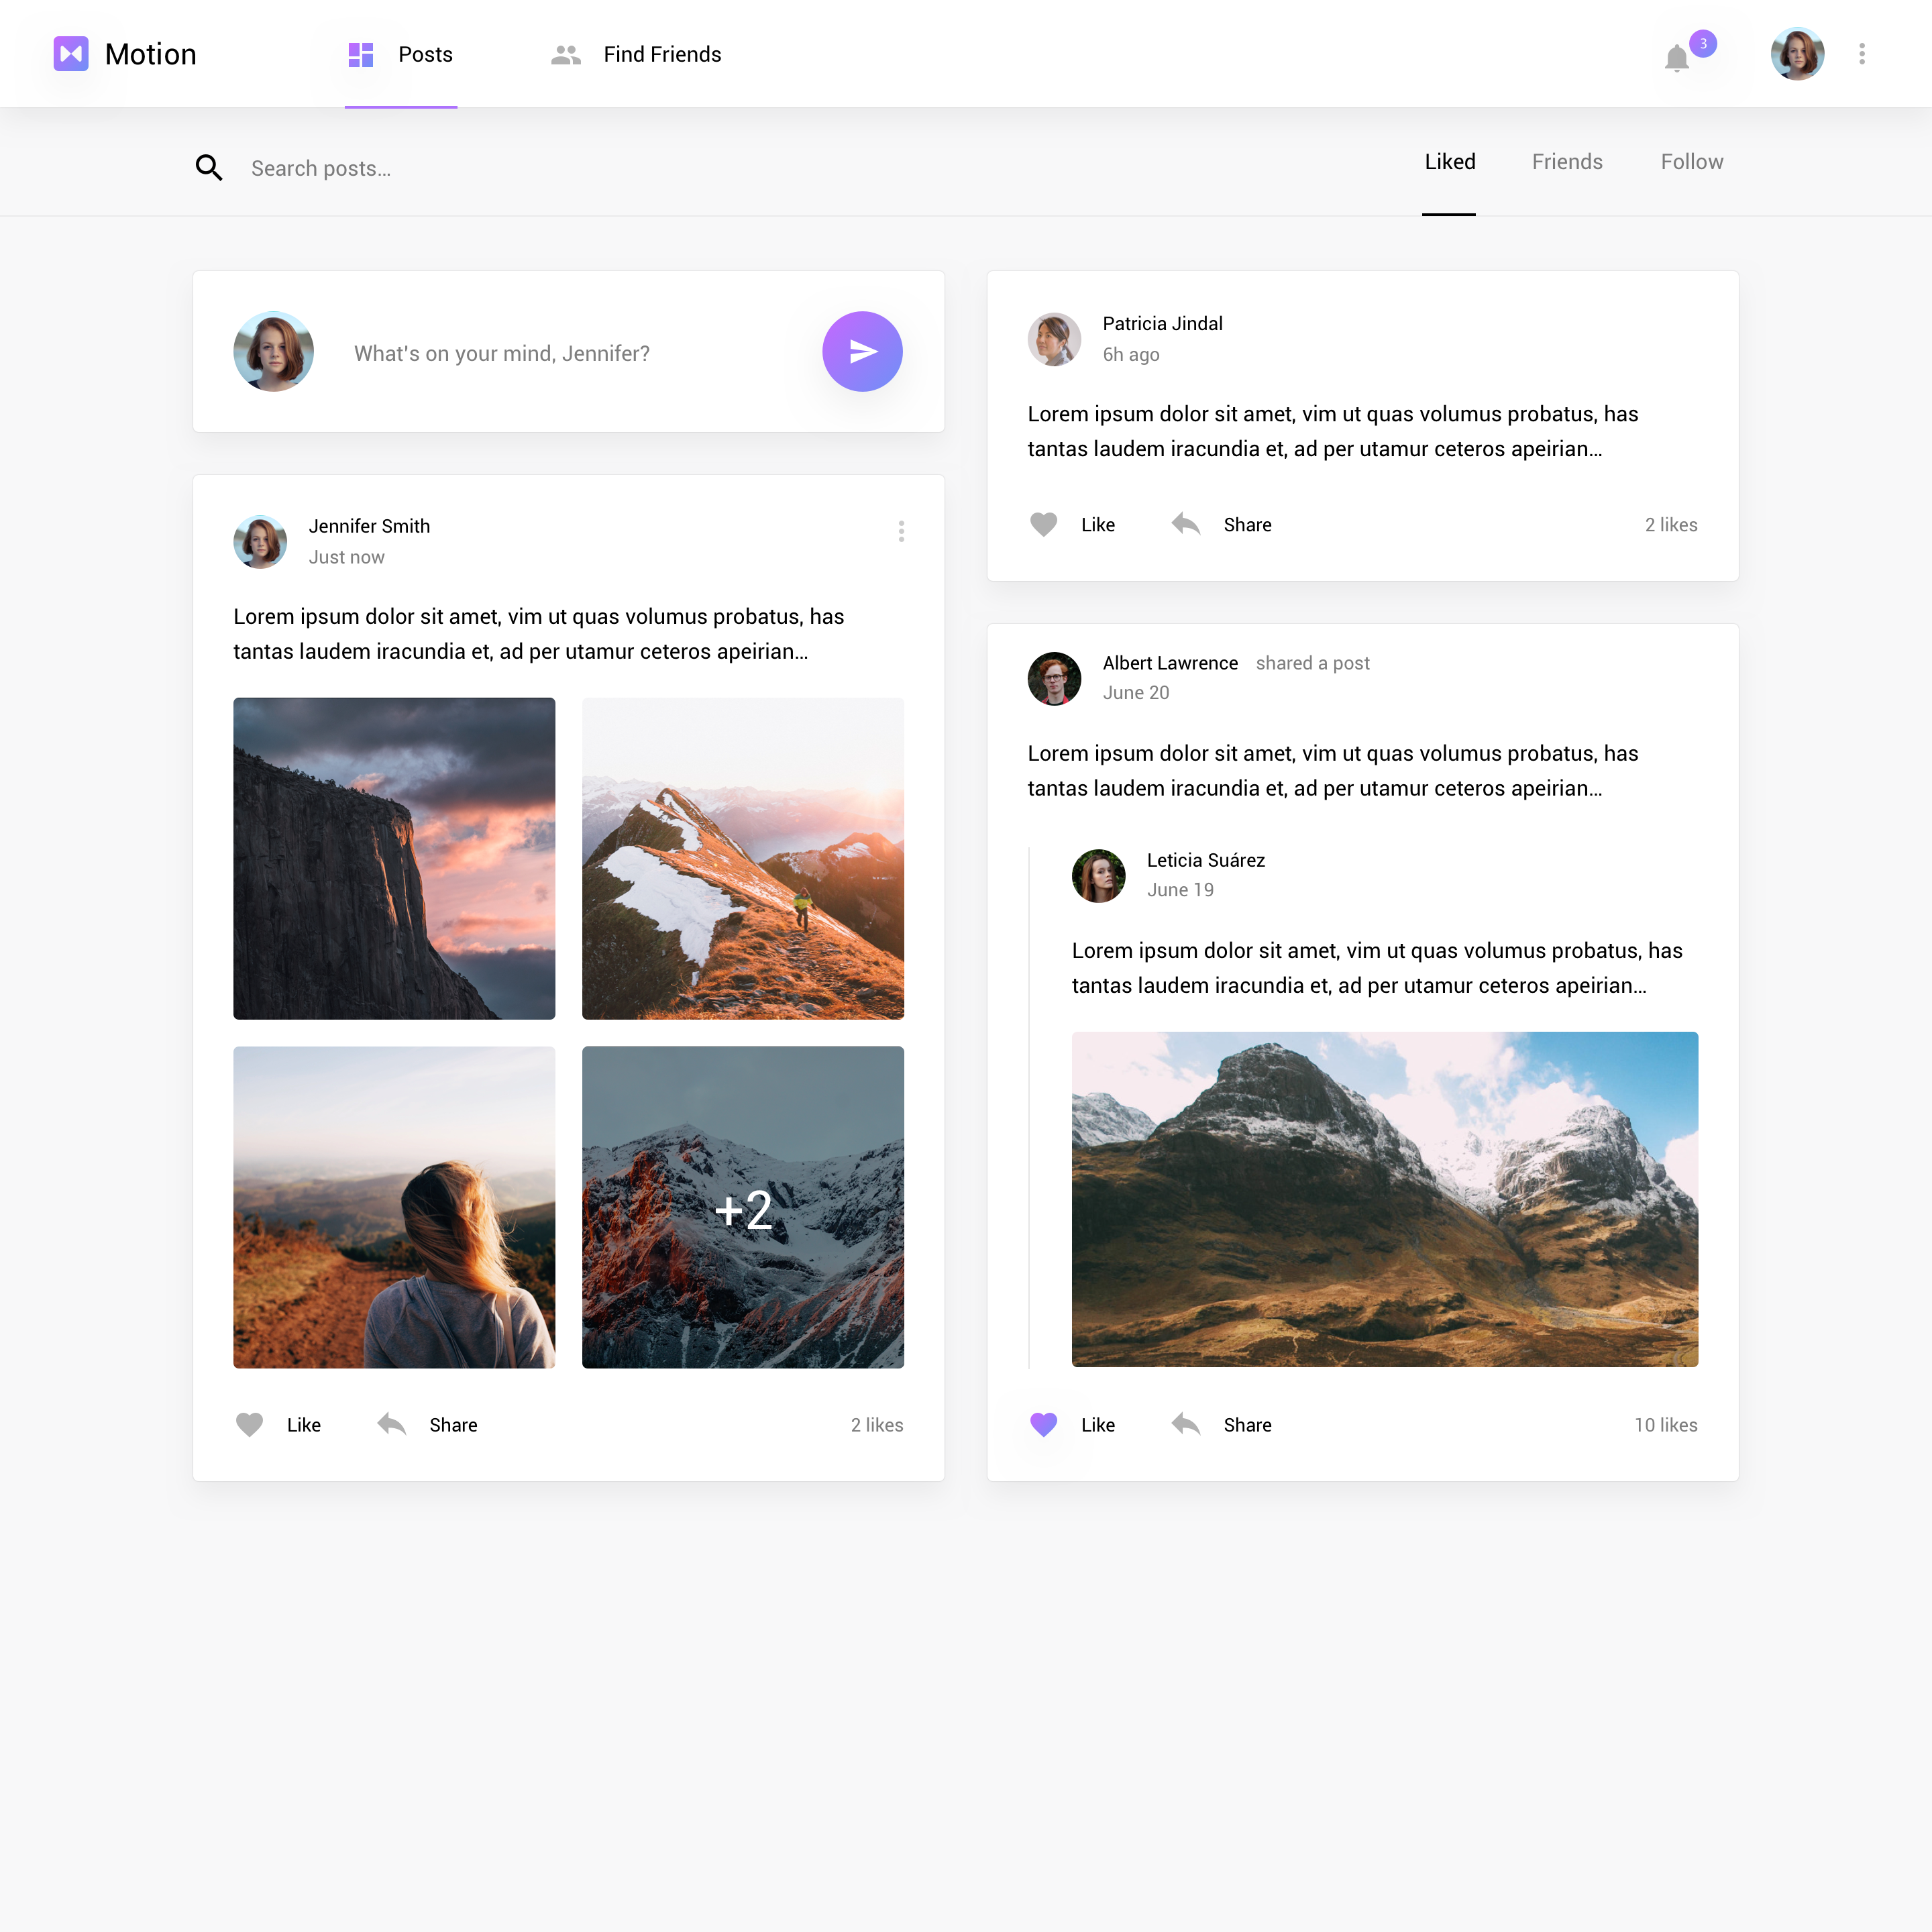 Motion
Posts
Find Friends
3
Search posts...
Liked
Friends
Follow
What's on your mind, Jennifer?
Jennifer Smith
Just now
Lorem ipsum dolor sit amet, vim ut quas volumus probatus, has
tantas laudem iracundia et, ad per utamur ceteros apeirian...
+2
Like
Share
2 likes
Patricia Jindal
6h ago
Lorem ipsum dolor sit amet, vim ut quas volumus probatus, has
tantas laudem iracundia et, ad per utamur ceteros apeirian...
Like
Share
2 likes
Albert Lawrence shared a post
June 20
Lorem ipsum dolor sit amet, vim ut quas volumus probatus, has
tantas laudem iracundia et, ad per utamur ceteros apeirian...
Leticia Suárez
June 19
Lorem ipsum dolor sit amet, vim ut quas volumus probatus, has
tantas laudem iracundia et, ad per utamur ceteros apeirian...
Like
Share
10 likes